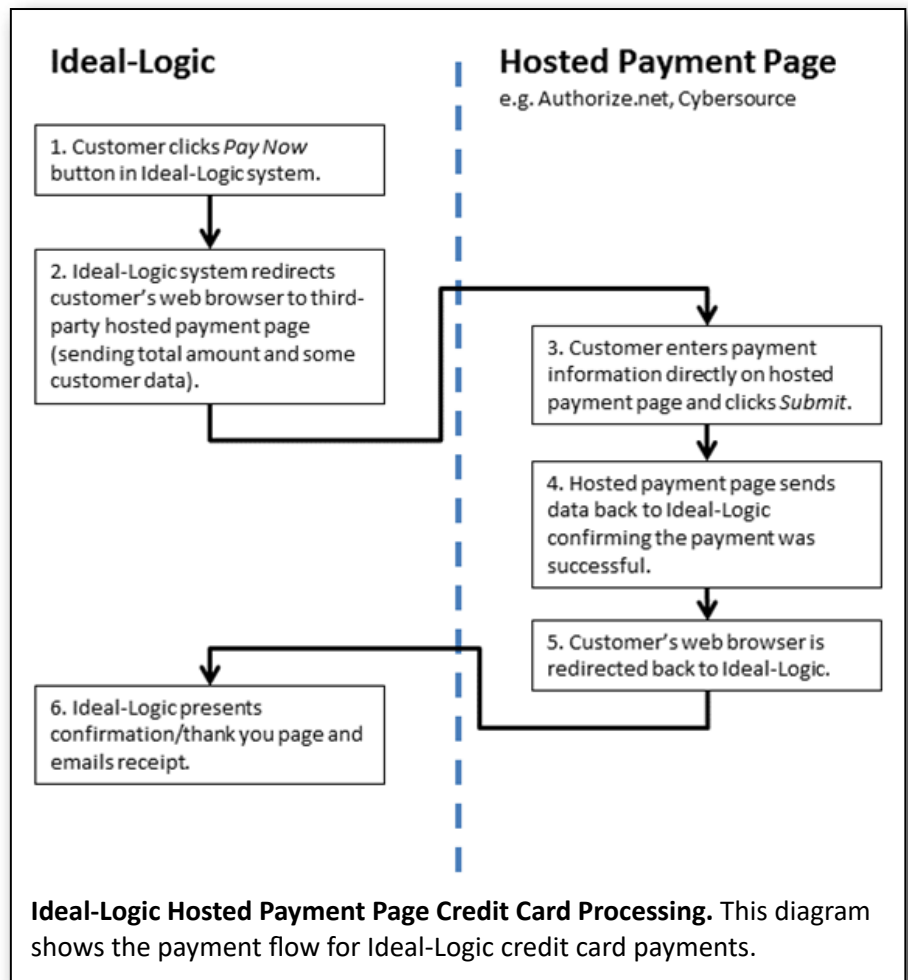 Ideal-Logic
Hosted Payment Page
e.g. Authorize.net, Cybersource
1. Customer clicks Pay Now
button in Ideal-Logic system.
2. Ideal-Logic system redirects
customer's web browser to third-
party hosted payment page
(sending total amount and some
customer data).
3. Customer enters payment
information directly on hosted
payment page and clicks Submit.
4. Hosted payment page sends
data back to Ideal-Logic
confirming the payment was
successful.
5. Customer's web browser is
redirected back to Ideal-Logic.
6. Ideal-Logic presents
confirmation/thank you page and
emails receipt.
Ideal-Logic Hosted Payment Page Credit Card Processing. This diagram
shows the payment flow for Ideal-Logic credit card payments.